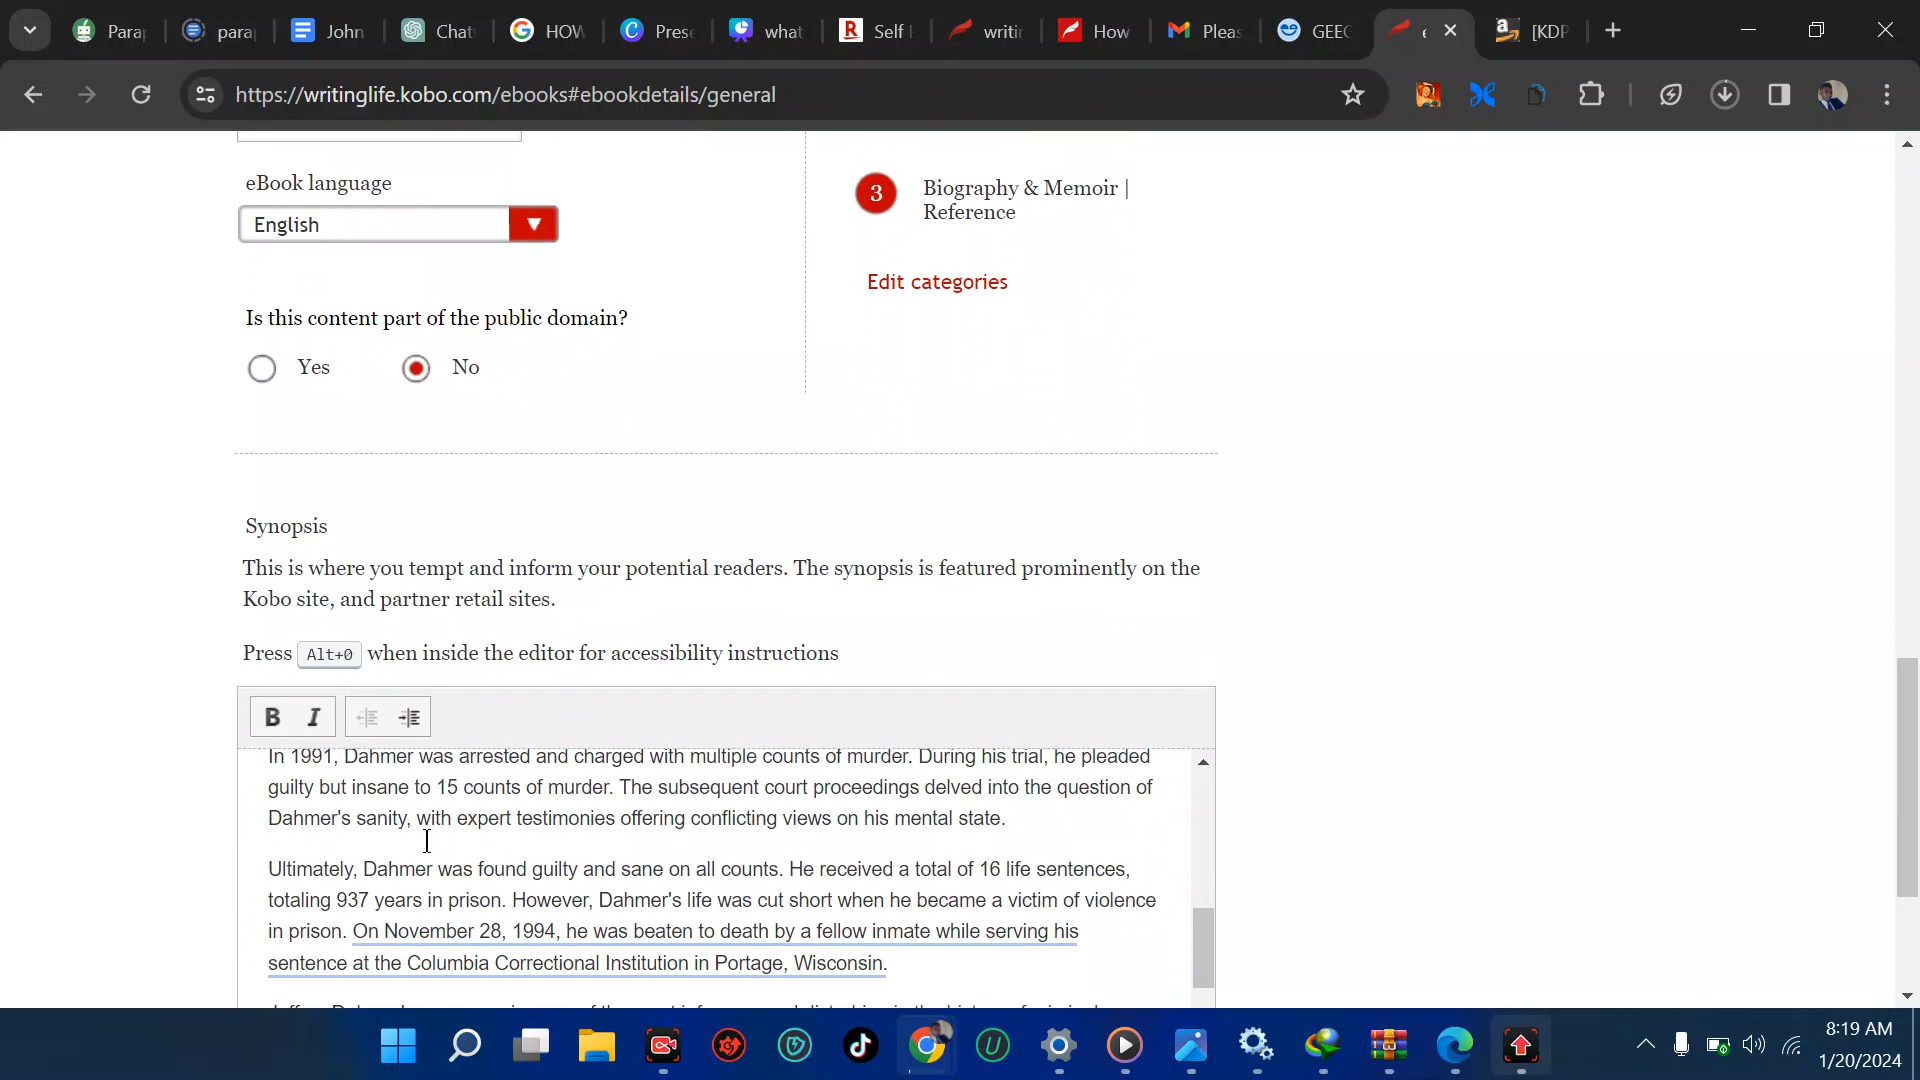 Para
para
John
Chat
HOW
Prese
what
Self
writin
How
Pleas
GEEG
[KDP
https://writinglife.kobo.com/ebooks#ebookdetails/general
eBook language
English
Is this content part of the public domain?
Yes No
3 Biography & Memoir |
Reference
Edit categories
Synopsis
This is where you tempt and inform your potential readers. The synopsis is featured prominently on the
Kobo site, and partner retail sites.
Press Alt+0 when inside the editor for accessibility instructions
B I
In 1991, Dahmer was arrested and charged with multiple counts of murder. During his trial, he pleaded
guilty but insane to 15 counts of murder. The subsequent court proceedings delved into the question of
Dahmer's sanity, with expert testimonies offering conflicting views on his mental state.
Ultimately, Dahmer was found guilty and sane on all counts. He received a total of 16 life sentences,
totaling 937 years in prison. However, Dahmer's life was cut short when he became a victim of violence
in prison. On November 28, 1994, he was beaten to death by a fellow inmate while serving his
sentence at the Columbia Correctional Institution in Portage, Wisconsin.
8:19 AM
1/20/2024